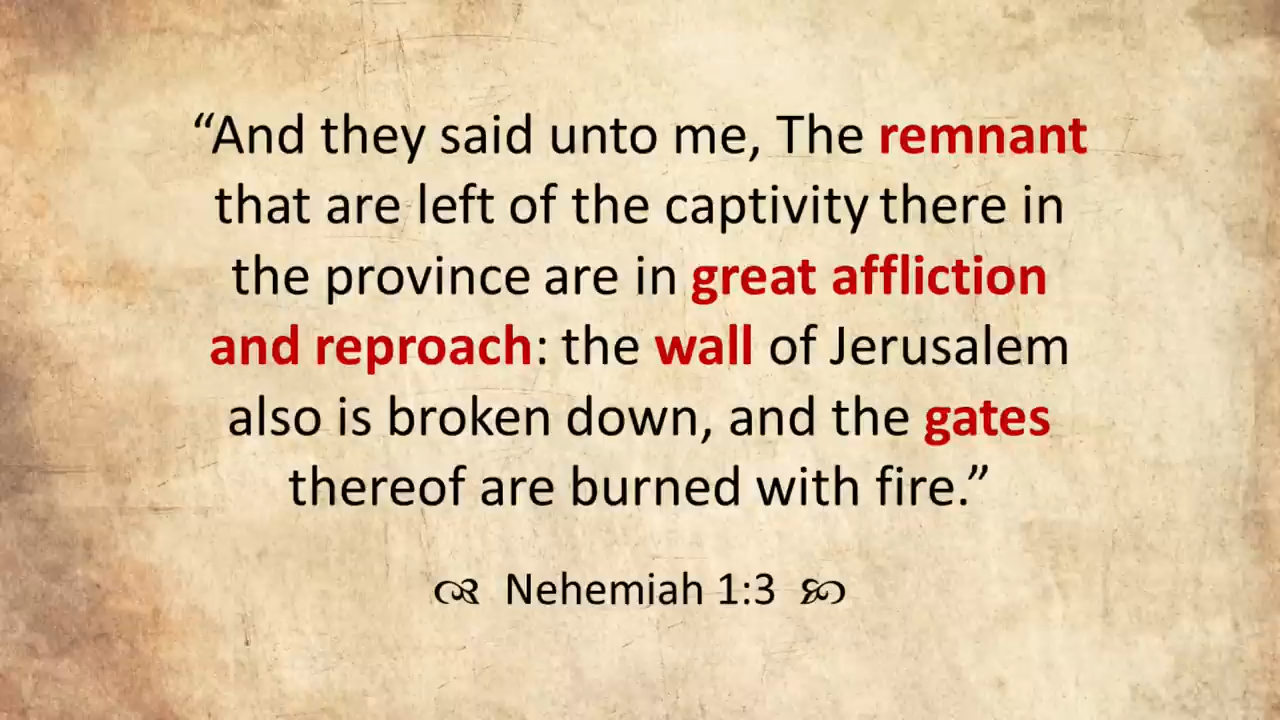 “And they said unto me, The remnant
that are left of the captivity there in
the province are in great affliction
and reproach: the wall of Jerusalem
also is broken down, and the gates
thereof are burned with fire.”
Nehemiah 1:3